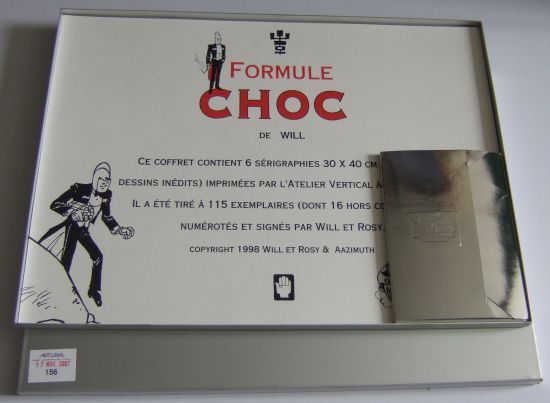 FORMULE
CHOC
DE WILL
CE COFFRET CONTIENT 6 SÉRIGRAPHIES 30 X 40 CM
DESSINS INÉDITS) IMPRIMÉES PAR L'ATELIER VERTICAL À
IL A ÉTÉ TIRÉ À 115 EXEMPLAIRES (DONT 16 HORS CO
NUMÉROTÉS ET SIGNÉS PAR WILL ET ROSY.
COPYRIGHT 1998 WILL ET ROSY & AAZIMUTH
ARTCURIAL
17 NOV. 2007
156